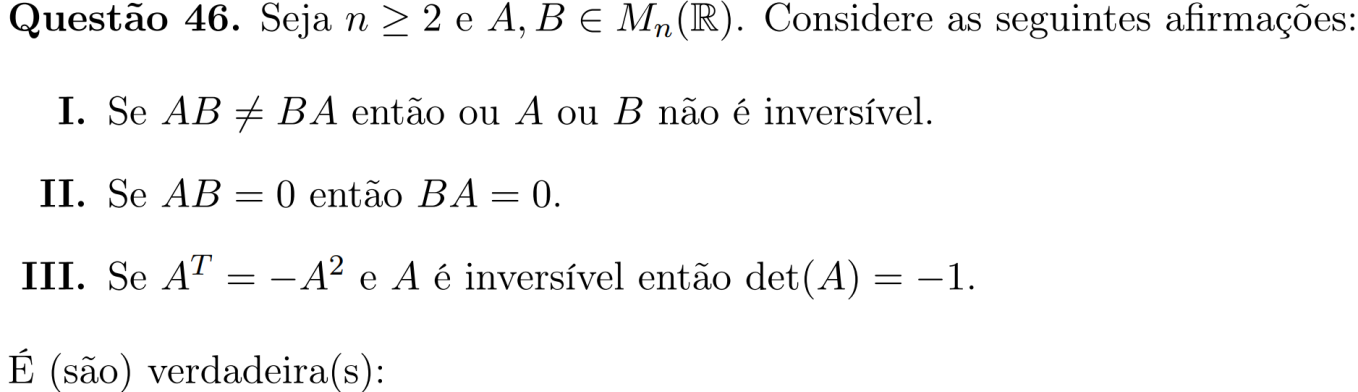 Questão 46. Seja n ≥ 2 e A, B ∈ Mₙ(ℝ). Considere as seguintes afirmações:
I. Se AB ≠ BA então ou A ou B não é inversível.
II. Se AB = 0 então BA = 0.
III. Se Aᵀ = −A² e A é inversível então det(A) = −1.
É (são) verdadeira(s):